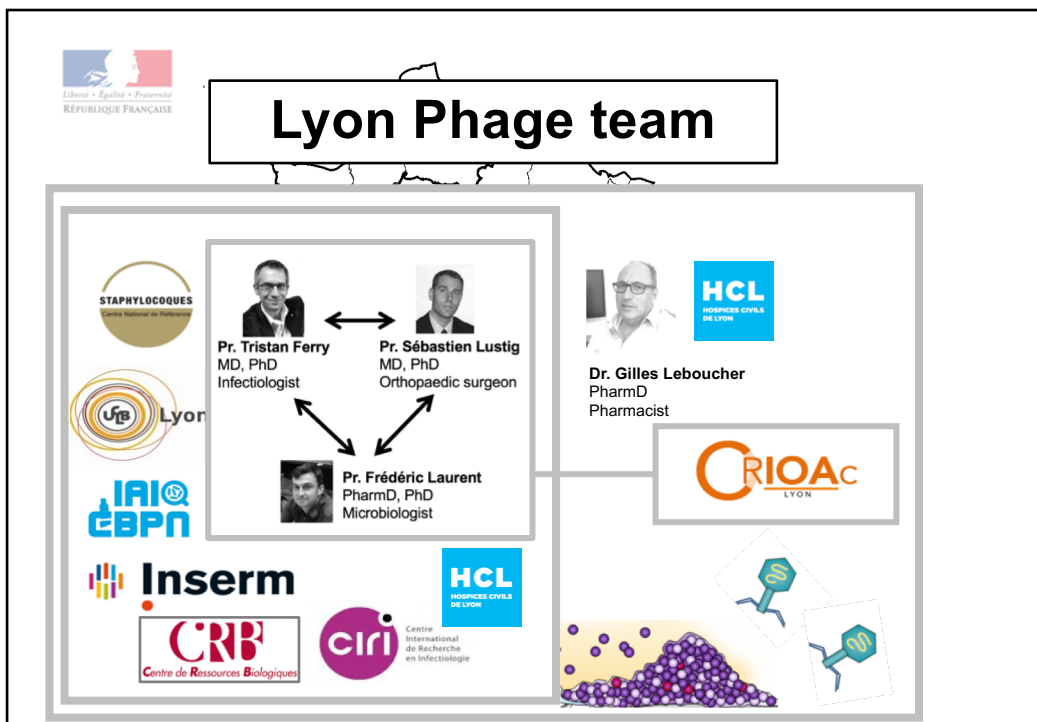 Liberté • Égalité • Fraternité
RÉPUBLIQUE FRANÇAISE
Lyon Phage team
STAPHYLOCOQUES
Centre National de Référence
Pr. Tristan Ferry
MD, PhD
Infectiologist
Pr. Sébastien Lustig
MD, PhD
Orthopaedic surgeon
HCL
HOSPICES CIVILS
DE LYON
Dr. Gilles Leboucher
PharmD
Pharmacist
UCB Lyon
Pr. Frédéric Laurent
PharmD, PhD
Microbiologist
CRIOAc
LYON
Inserm
HCL
HOSPICES CIVILS
DE LYON
CRB
Centre de Ressources Biologiques
ciri
Centre
International
de Recherche
en Infectiologie